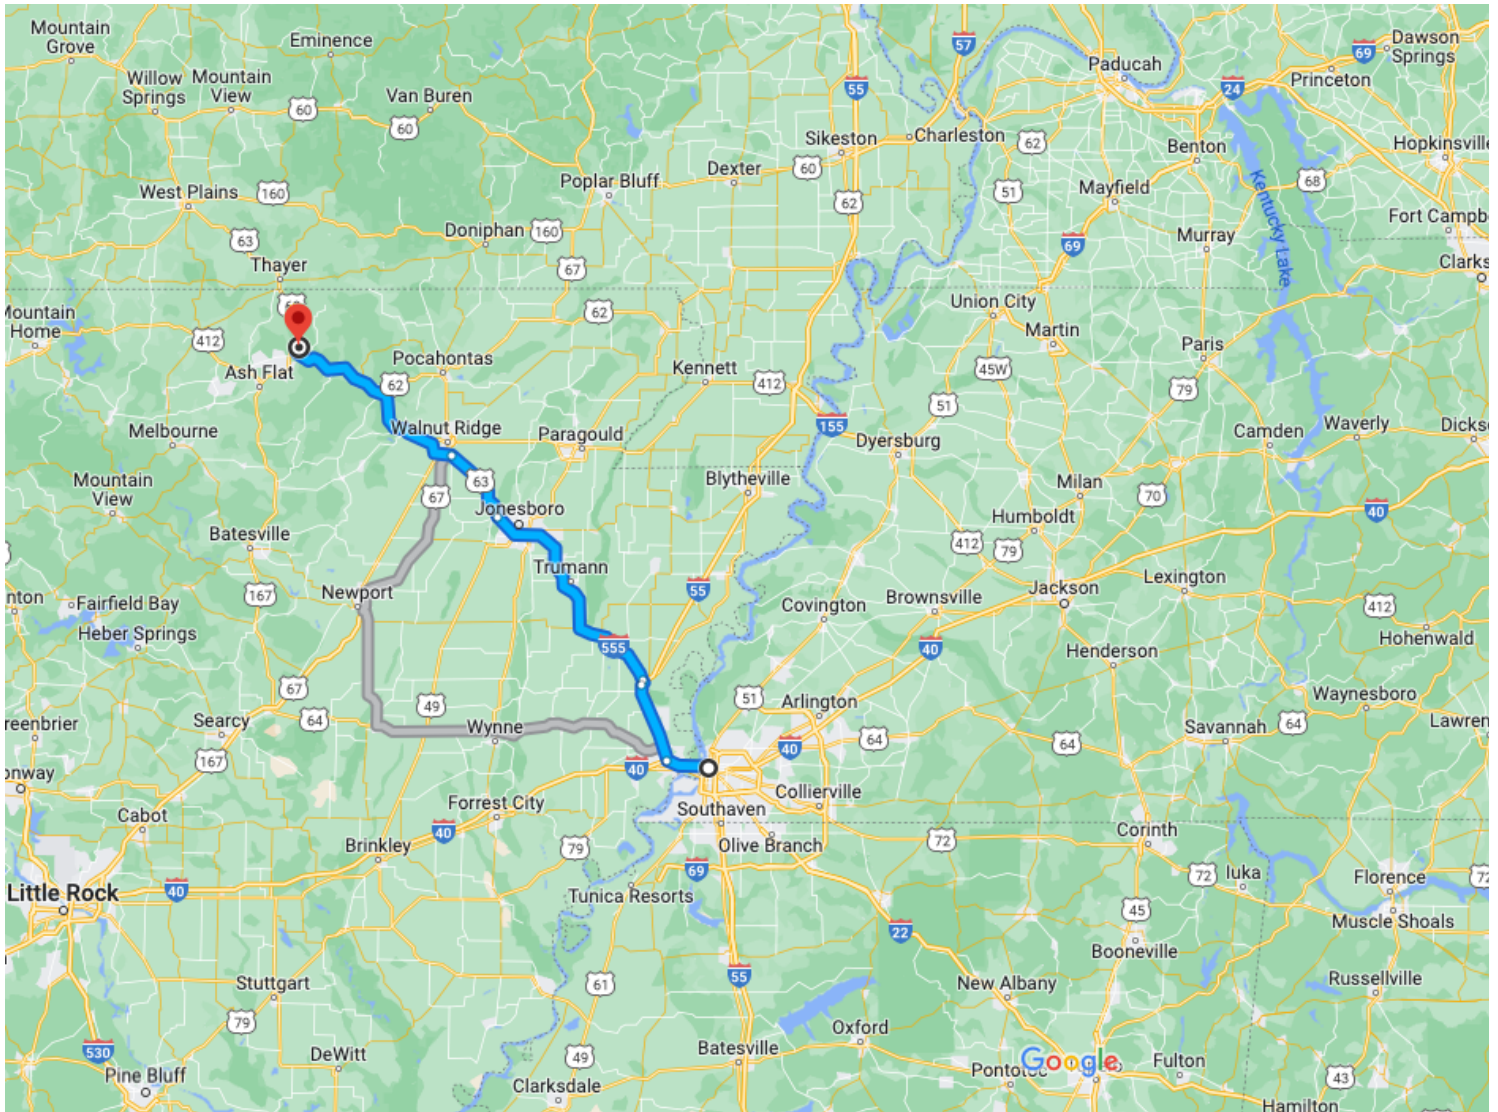 Mountain
Grove
Eminence
57
69
Dawson
Springs
Paducah
Princeton
Willow
Springs
Mountain
View
60
Van Buren
60
55
24
Sikeston
Charleston
62
Benton
Hopkinsville
Dexter
60
Poplar Bluff
West Plains
160
62
51
Mayfield
68
Kentucky Lake
Fort Campb
Doniphan
160
63
69
Murray
Thayer
67
Clarks
Mountain
Home
62
Union City
Martin
412
Paris
Pocahontas
Ash Flat
62
Kennett
412
45W
79
51
155
Melbourne
Walnut Ridge
Paragould
Dyersburg
Camden
Waverly
Dicks
Mountain
View
63
67
Blytheville
Milan
70
40
Jonesboro
Humboldt
Batesville
412
79
Trumann
167
Newport
55
Covington
Brownsville
Jackson
Lexington
412
nton
Fairfield Bay
Heber Springs
555
40
Henderson
Hohenwald
67
49
51
Arlington
Waynesboro
reenbrier
Searcy
64
Wynne
64
Savannah
64
Lawren
167
40
40
64
onway
Cabot
Forrest City
Southaven
Collierville
40
Corinth
Brinkley
79
Olive Branch
72
69
72
Iuka
Florence
72
Little Rock
40
Tunica Resorts
45
Muscle Shoals
22
Booneville
Stuttgart
61
55
New Albany
Russellville
79
Oxford
530
DeWitt
49
Batesville
Google
Fulton
Pine Bluff
Clarksdale
Pontotoc
43
Hamilton